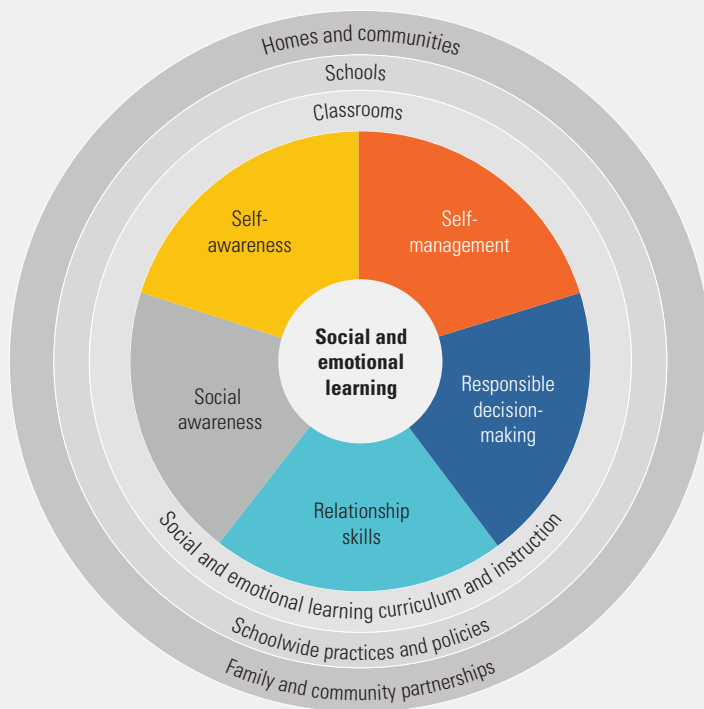 Homes and communities
Schools
Classrooms
Self-
awareness
Self-
management
Social and
emotional
learning
Social
awareness
Responsible
decision-
making
Relationship
skills
Social and emotional learning curriculum and instruction
Schoolwide practices and policies
Family and community partnerships